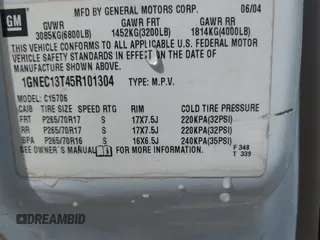 GM
MFD BY GENERAL MOTORS CORP. 06/04
GVWR GAWR FRT GAWR RR
3085KG(6800LB) 1452KG(3200LB) 1814KG(4000LB)
THIS VEHICLE CONFORMS TO ALL APPLICABLE U.S. FEDERAL
MOTOR VEHICLE SAFETY STANDARDS IN EFFECT ON THE DATE OF
MANUFACTURE SHOWN ABOVE.
1GNEC13T45R101304 TYPE: M.P.V.
MODEL: C15706
TIRE SIZE SPEED RTG RIM COLD TIRE PRESSURE
FRT P265/70R17 S 17X7.5J 220KPA(32PSI)
RR P265/70R17 S 17X7.5J 220KPA(32PSI)
SPA P265/70R16 S 16X6.5J 240KPA(35PSI)
SEE OWNER'S MANUAL FOR MORE INFORMATION.
F 348
T 339
DREAMBID